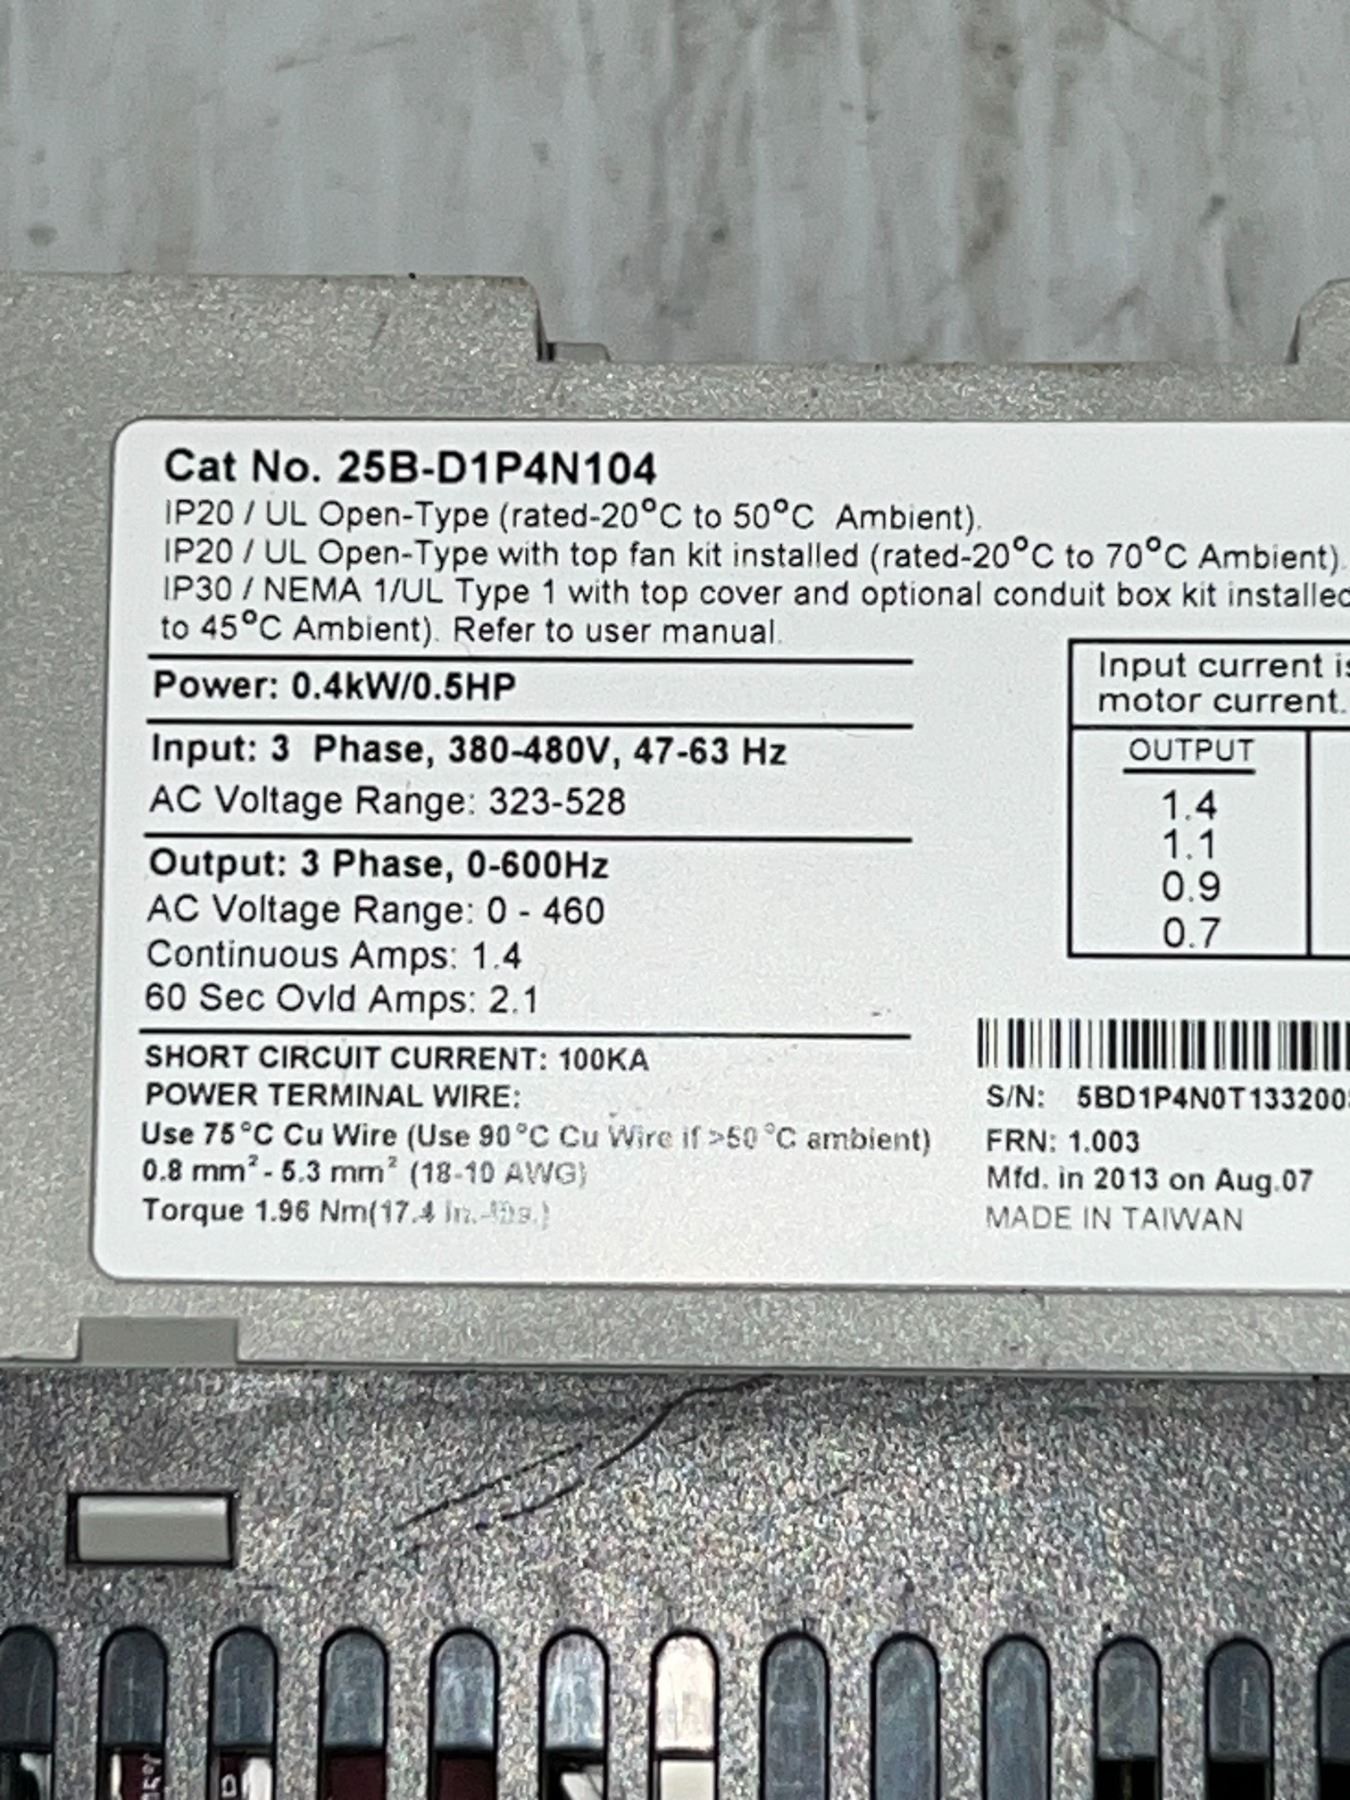 Cat No. 25B-D1P4N104
IP20 / UL Open-Type (rated-20°C to 50°C Ambient).
IP20 / UL Open-Type with top fan kit installed (rated-20°C to 70°C Ambient).
IP30 / NEMA 1/UL Type 1 with top cover and optional conduit box kit installed
to 45°C Ambient). Refer to user manual.
Power: 0.4kW/0.5HP
Input: 3 Phase, 380-480V, 47-63 Hz
AC Voltage Range: 323-528
Output: 3 Phase, 0-600Hz
AC Voltage Range: 0 - 460
Continuous Amps: 1.4
60 Sec Ovld Amps: 2.1
SHORT CIRCUIT CURRENT: 100KA
POWER TERMINAL WIRE:
Use 75°C Cu Wire (Use 90°C Cu Wire if >50°C ambient)
0.8 mm² - 5.3 mm² (18-10 AWG)
Torque 1.96 Nm(17.4 in.-lbs.)
Input current is
motor current.
OUTPUT
1.4
1.1
0.9
0.7
S/N: 5BD1P4N0T133200
FRN: 1.003
Mfd. in 2013 on Aug.07
MADE IN TAIWAN